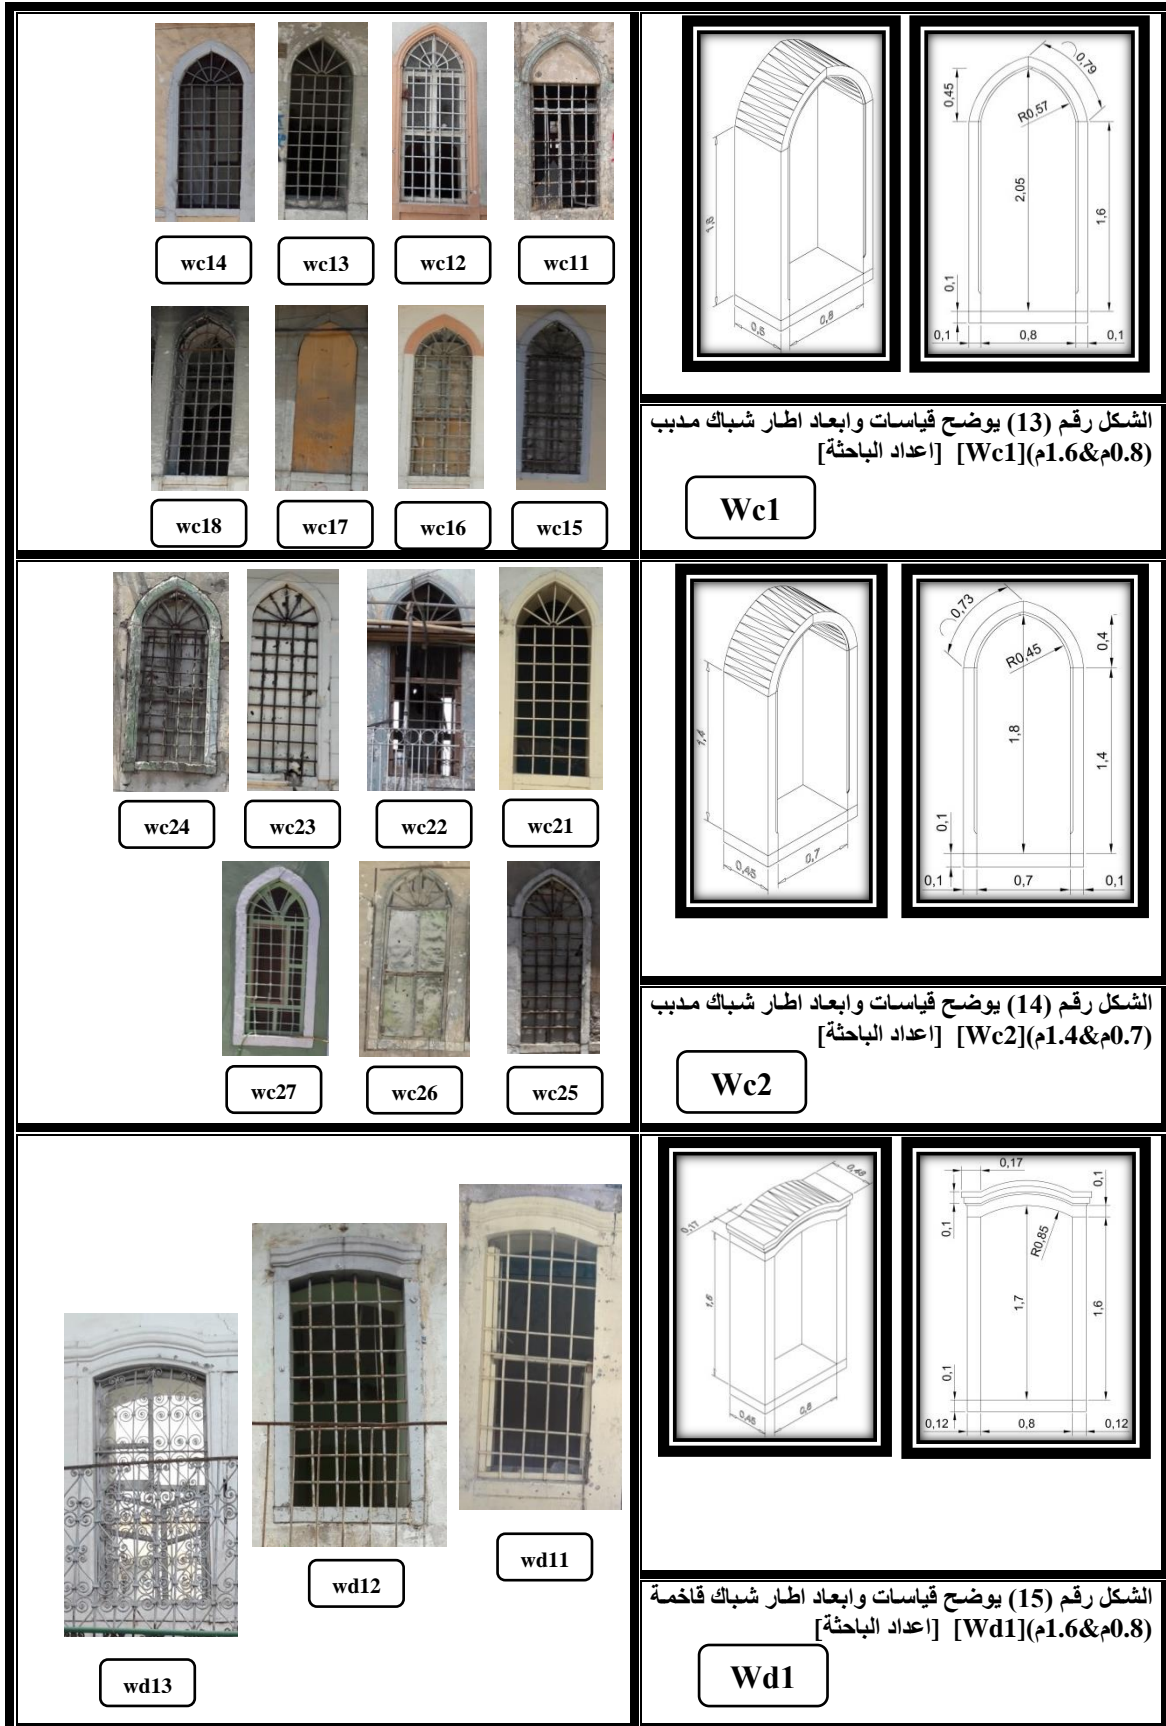 wc14 wc13 wc12 wc11
wc18 wc17 wc16 wc15
0,79
0,45
R0,57
2,05
1,6
0,1
0,1 0,8 0,1
1,8
0,5 0,8
الشكل رقم (13) يوضح قياسات وابعاد اطار شباك مدبب
(0.8م&1.6م)[Wc1] [اعداد الباحثة]
Wc1
wc24 wc23 wc22 wc21
wc27 wc26 wc25
0,73
0,4
R0,45
1,8
1,4
0,1
0,1 0,7 0,1
1,4
0,45 0,7
الشكل رقم (14) يوضح قياسات وابعاد اطار شباك مدبب
(0.7م&1.4م)[Wc2] [اعداد الباحثة]
Wc2
wd13 wd12 wd11
0,17
0,1
0,1
R0,85
1,7
1,6
0,1
0,12 0,8 0,12
0,17
1,6
0,45 0,8
الشكل رقم (15) يوضح قياسات وابعاد اطار شباك قاخمة
(0.8م&1.6م)[Wd1] [اعداد الباحثة]
Wd1